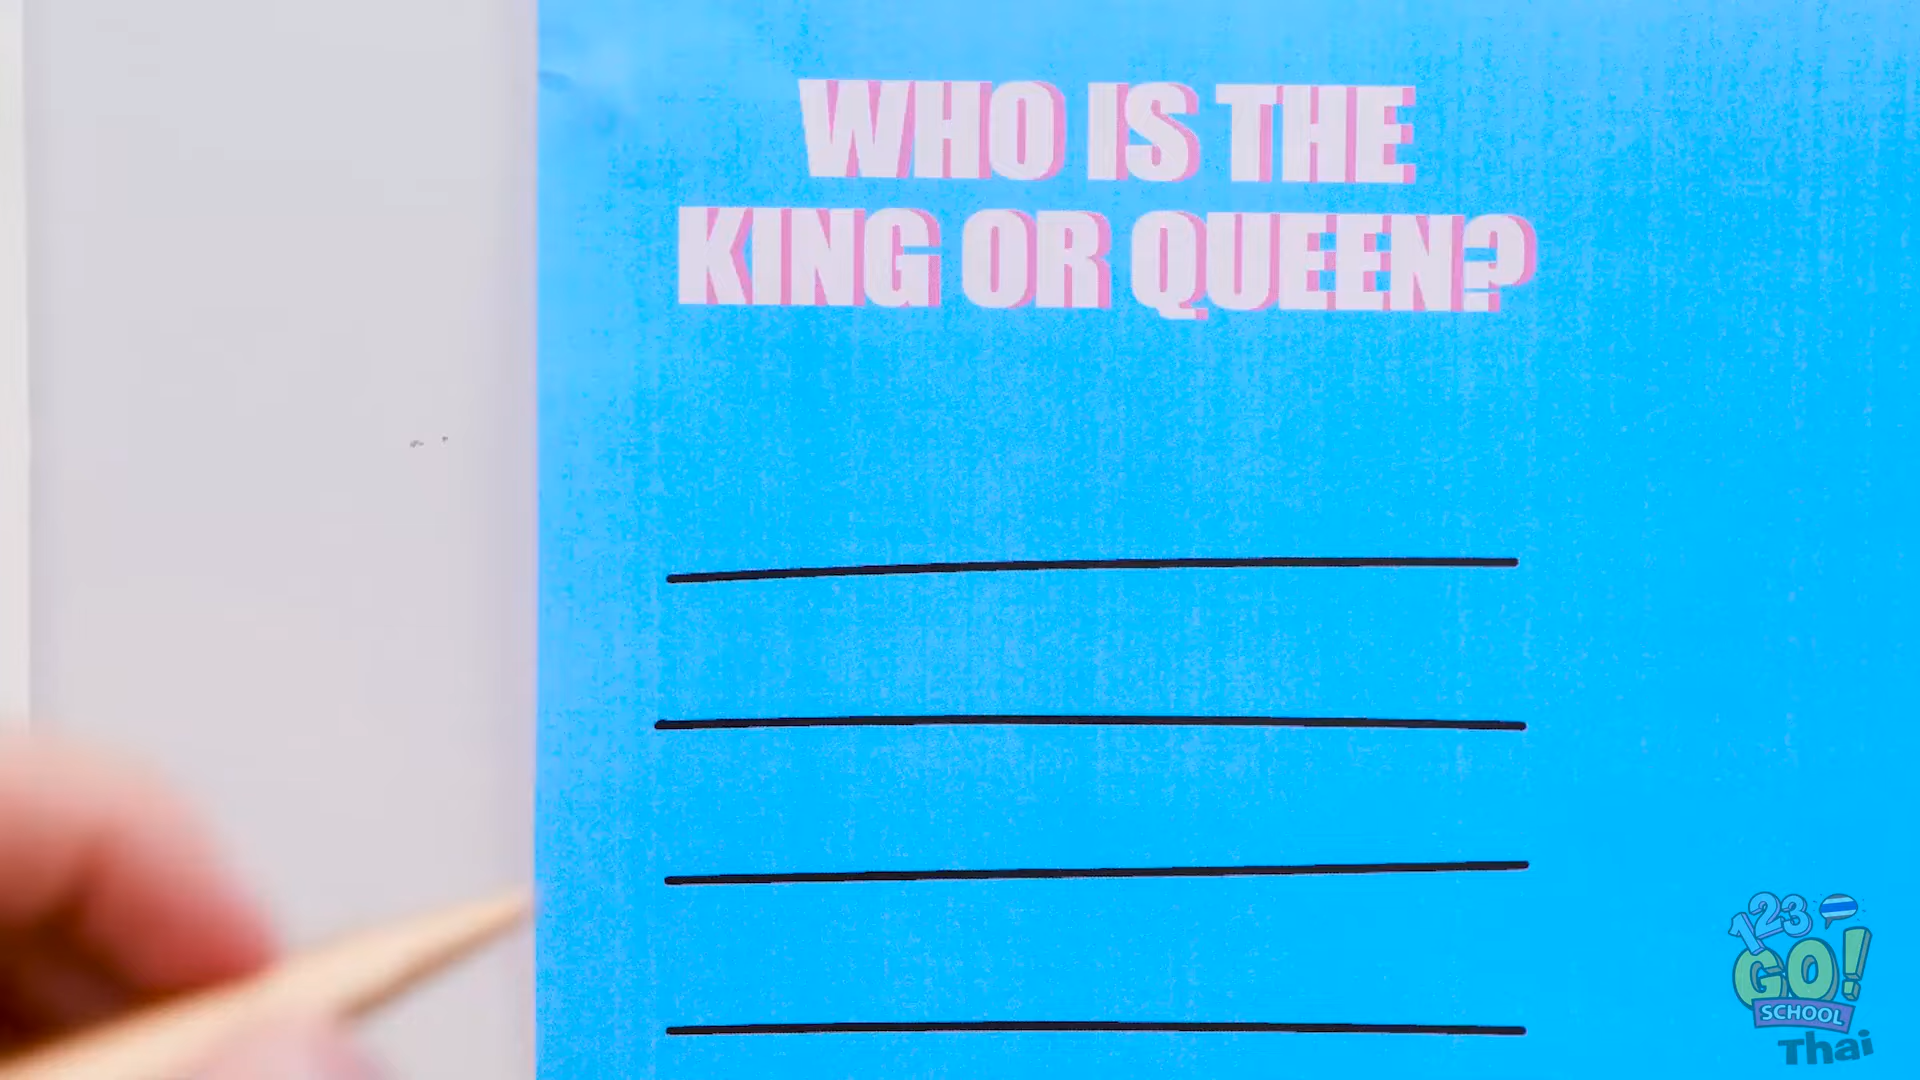 WHO IS THE
KING OR QUEEN?
123
GO!
SCHOOL
Thai